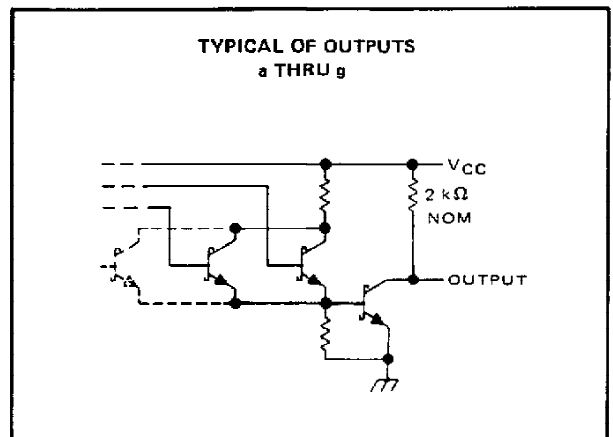 TYPICAL OF OUTPUTS
a THRU g
VCC
2 kΩ
NOM
OUTPUT